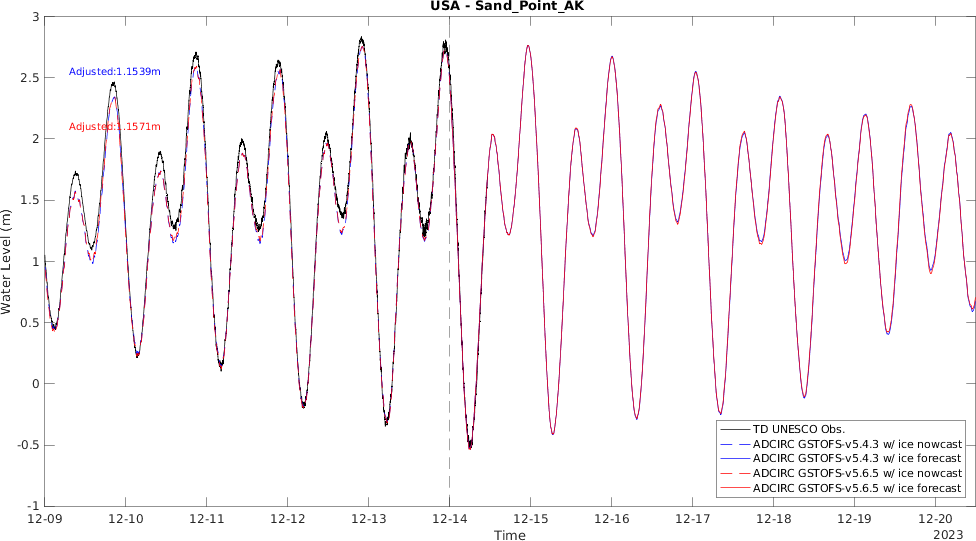 USA - Sand_Point_AK
3
2.5
2
1.5
1
0.5
0
-0.5
-1
Water Level (m)
Adjusted:1.1539m
Adjusted:1.1571m
TD UNESCO Obs.
ADCIRC GSTOFS-v5.4.3 w/ ice nowcast
ADCIRC GSTOFS-v5.4.3 w/ ice forecast
ADCIRC GSTOFS-v5.6.5 w/ ice nowcast
ADCIRC GSTOFS-v5.6.5 w/ ice forecast
12-09 12-10 12-11 12-12 12-13 12-14 12-15 12-16 12-17 12-18 12-19 12-20
Time
2023